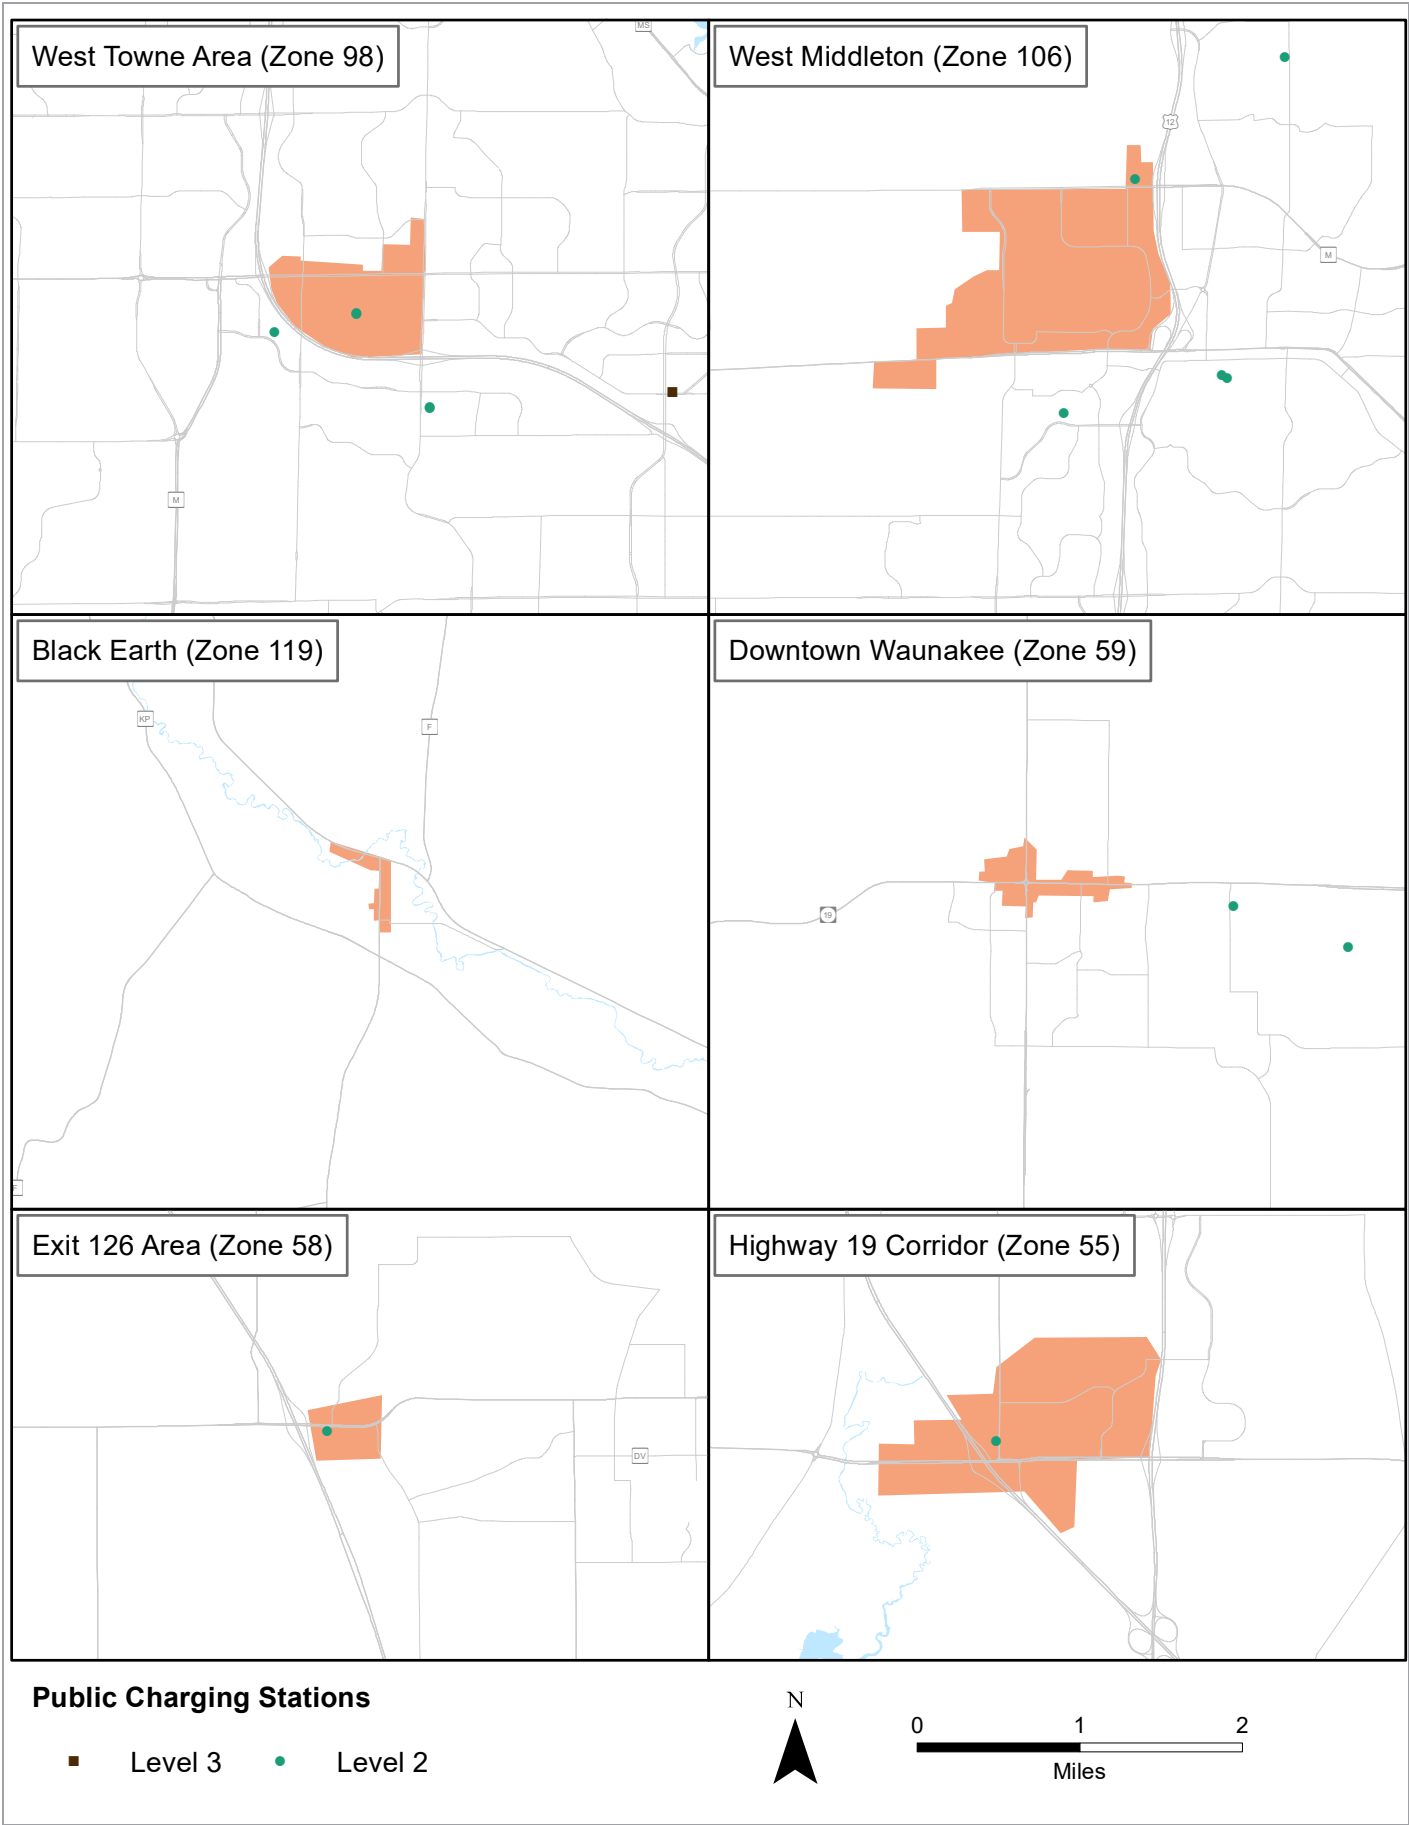 West Towne Area (Zone 98)
MS
M
West Middleton (Zone 106)
12
M
Black Earth (Zone 119)
KP
F
F
Downtown Waunakee (Zone 59)
19
Exit 126 Area (Zone 58)
DV
Highway 19 Corridor (Zone 55)
Public Charging Stations
Level 3
Level 2
N
0 1 2
Miles